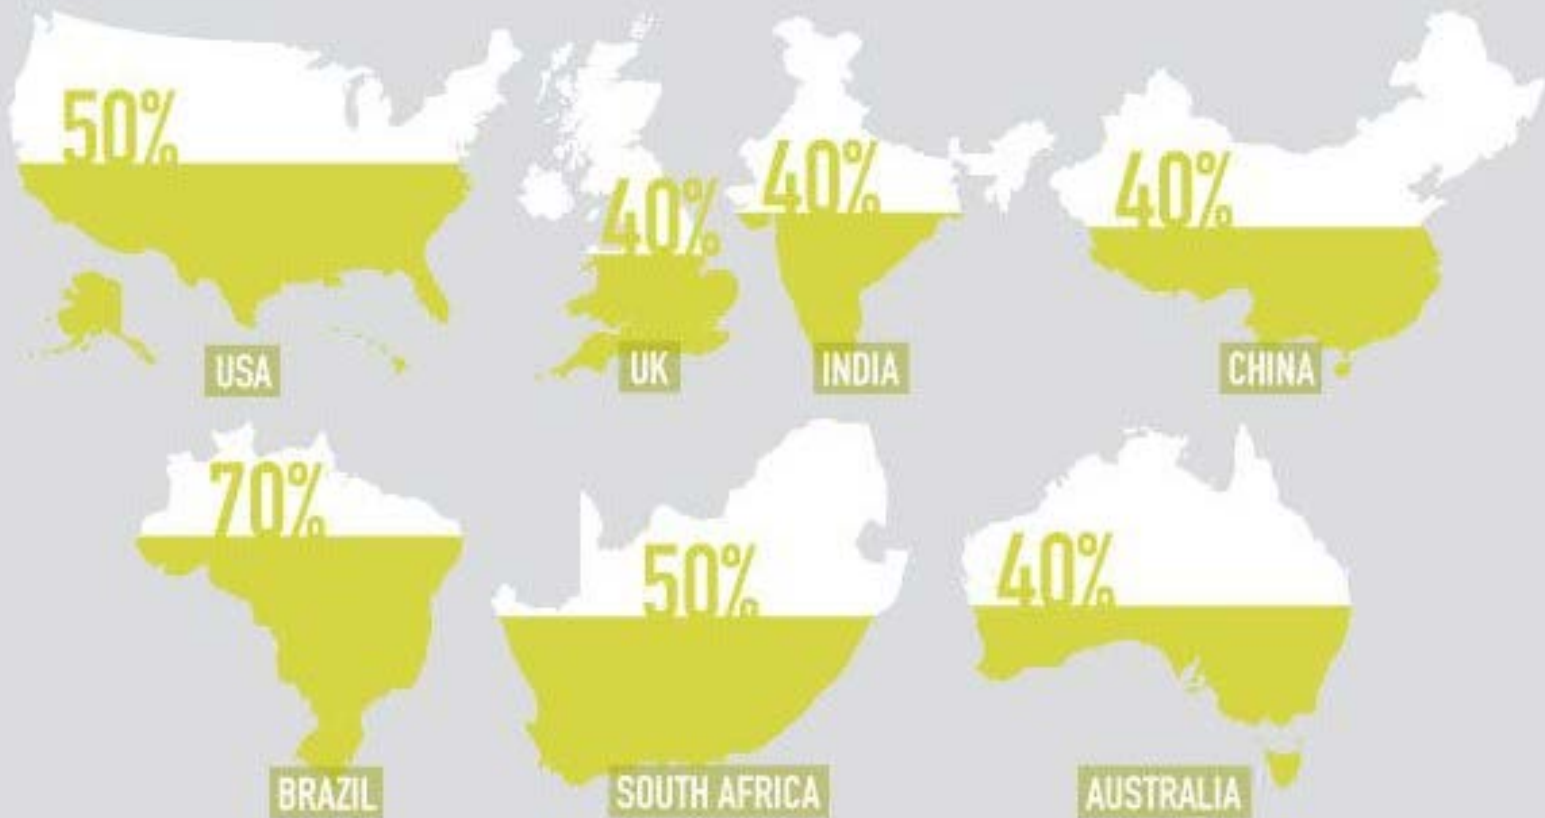 50%
40%
40%
40%
USA
UK
INDIA
CHINA
70%
50%
40%
BRAZIL
SOUTH AFRICA
AUSTRALIA